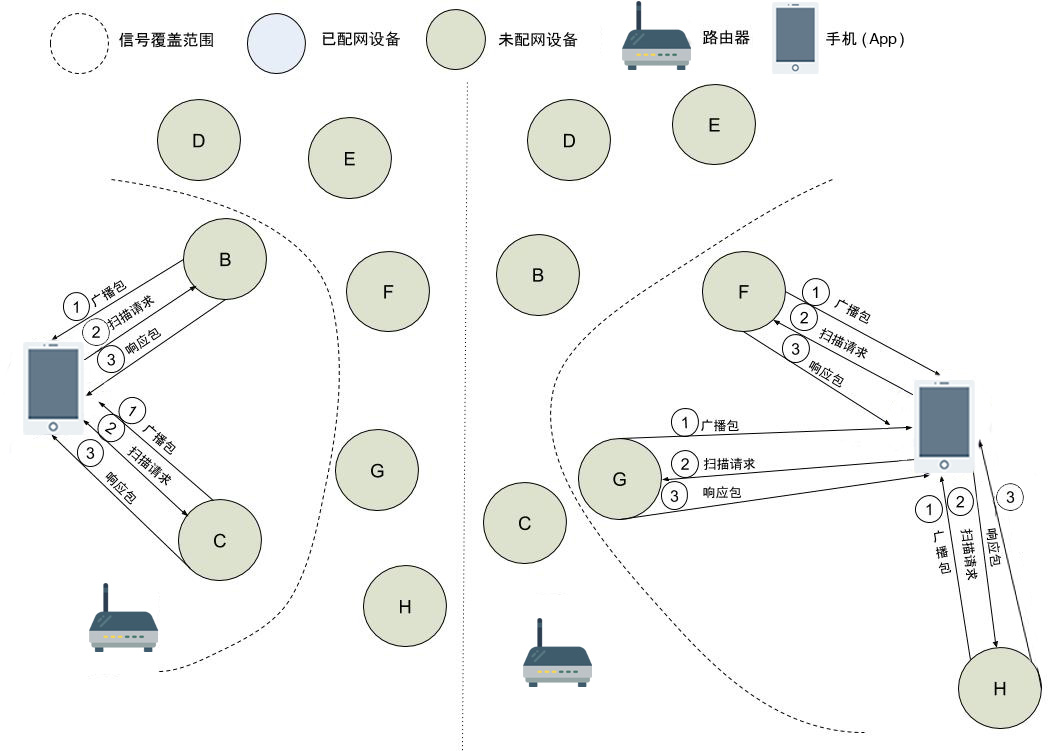 信号覆盖范围
已配网设备
未配网设备
路由器
手机 (App)
D
E
B
F
G
C
H
1 广播包
2 扫描请求
3 响应包
1 广播包
2 扫描请求
3 响应包
D
E
B
F
G
C
H
1 广播包
2 扫描请求
3 响应包
1 广播包
2 扫描请求
3 响应包
1 广播包
2 扫描请求
3 响应包